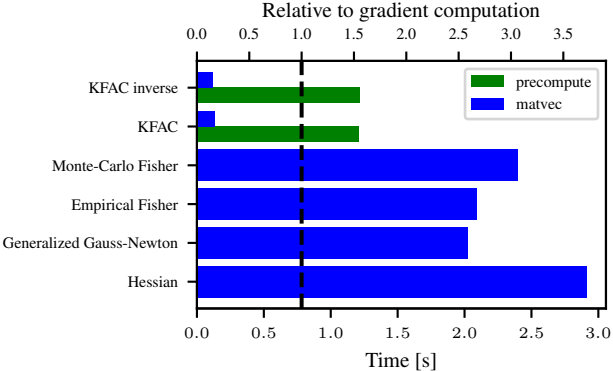 Relative to gradient computation
0.0 0.5 1.0 1.5 2.0 2.5 3.0 3.5
KFAC inverse
KFAC
Monte-Carlo Fisher
Empirical Fisher
Generalized Gauss-Newton
Hessian
precompute
matvec
0.0 0.5 1.0 1.5 2.0 2.5 3.0
Time [s]